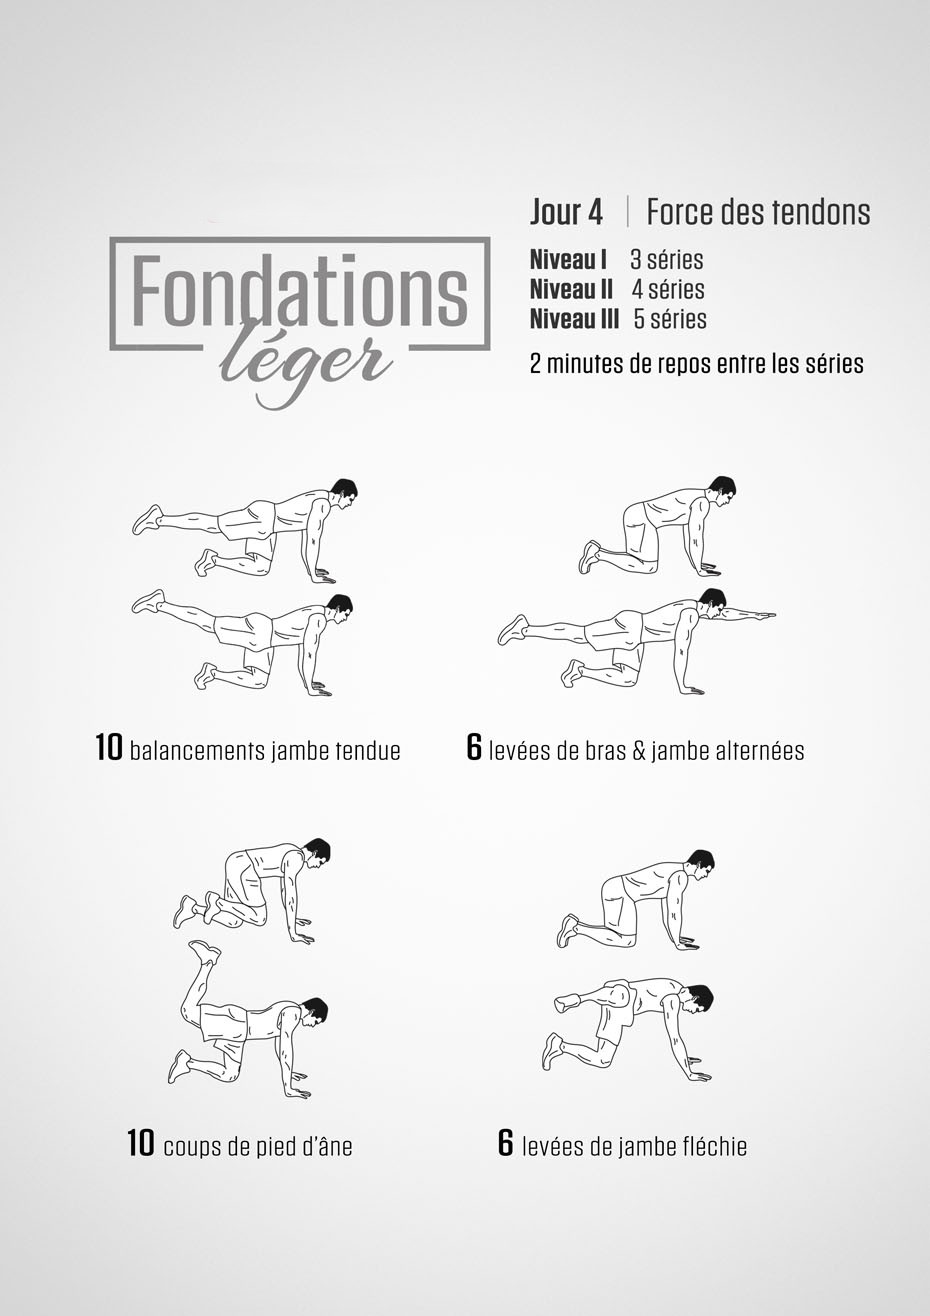 Fondations
léger
Jour 4 | Force des tendons
Niveau I 3 séries
Niveau II 4 séries
Niveau III 5 séries
2 minutes de repos entre les séries
10 balancements jambe tendue
6 levées de bras & jambe alternées
10 coups de pied d'âne
6 levées de jambe fléchie